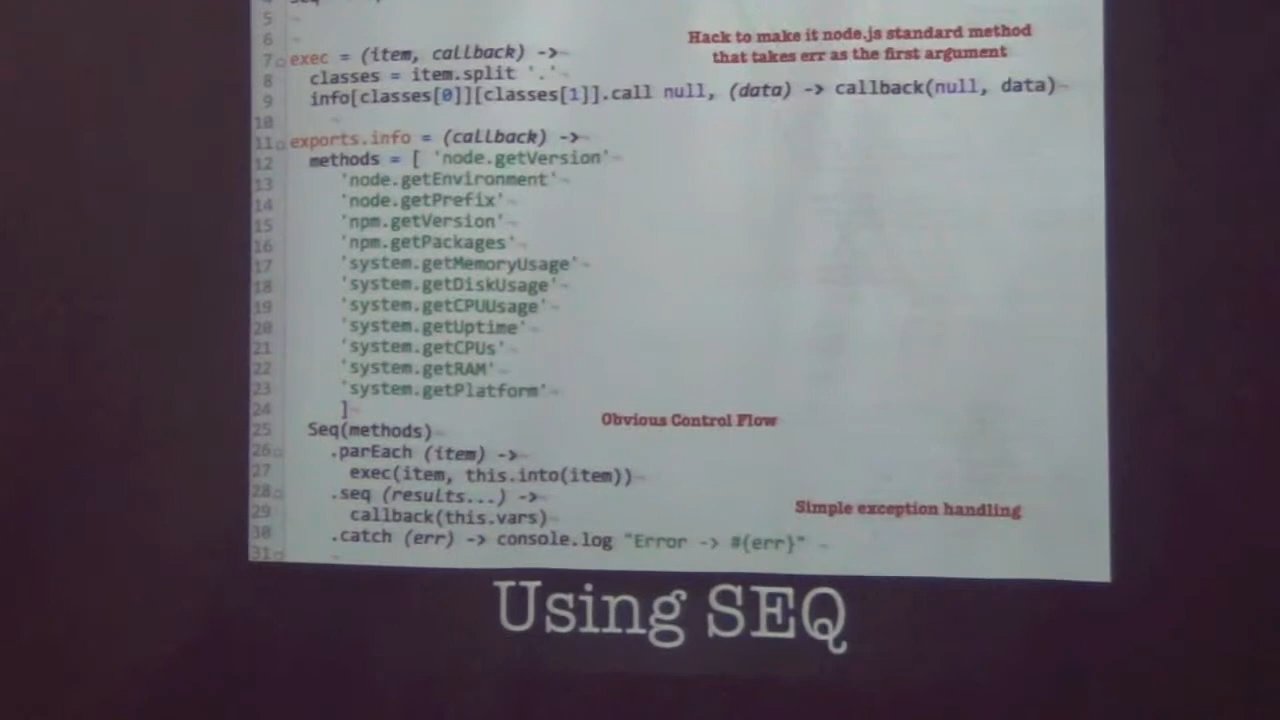 5
6
Hack to make it node.js standard method
that takes err as the first argument
7 exec = (item, callback) ->
8 classes = item.split '.'
9 info[classes[0]][classes[1]].call null, (data) -> callback(null, data)
10
11 exports.info = (callback) ->
12 methods = [ 'node.getVersion'
13 'node.getEnvironment'
14 'node.getPrefix'
15 'npm.getVersion'
16 'npm.getPackages'
17 'system.getMemoryUsage'
18 'system.getDiskUsage'
19 'system.getCPUUsage'
20 'system.getUptime'
21 'system.getCPUs'
22 'system.getRAM'
23 'system.getPlatform'
24 ]
Obvious Control Flow
25 Seq(methods)
26 .parEach (item) ->
27 exec(item, this.into(item))
28 .seq (results...) ->
Simple exception handling
29 callback(this.vars)
30 .catch (err) -> console.log "Error -> #{err}"
31
Using SEQ